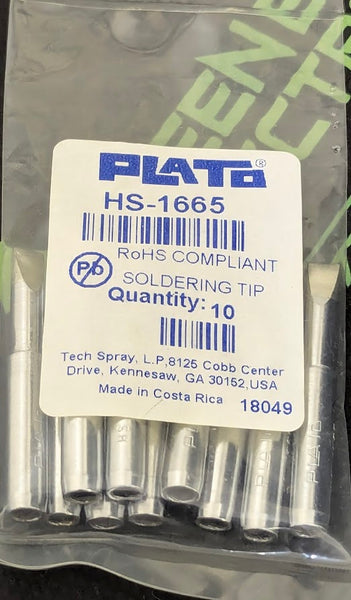 PLATO®
HS-1665
RoHS COMPLIANT
Pb
SOLDERING TIP
Quantity: 10
Tech Spray, L.P,8125 Cobb Center
Drive, Kennesaw, GA 30152,USA
Made in Costa Rica 18049
PLATO